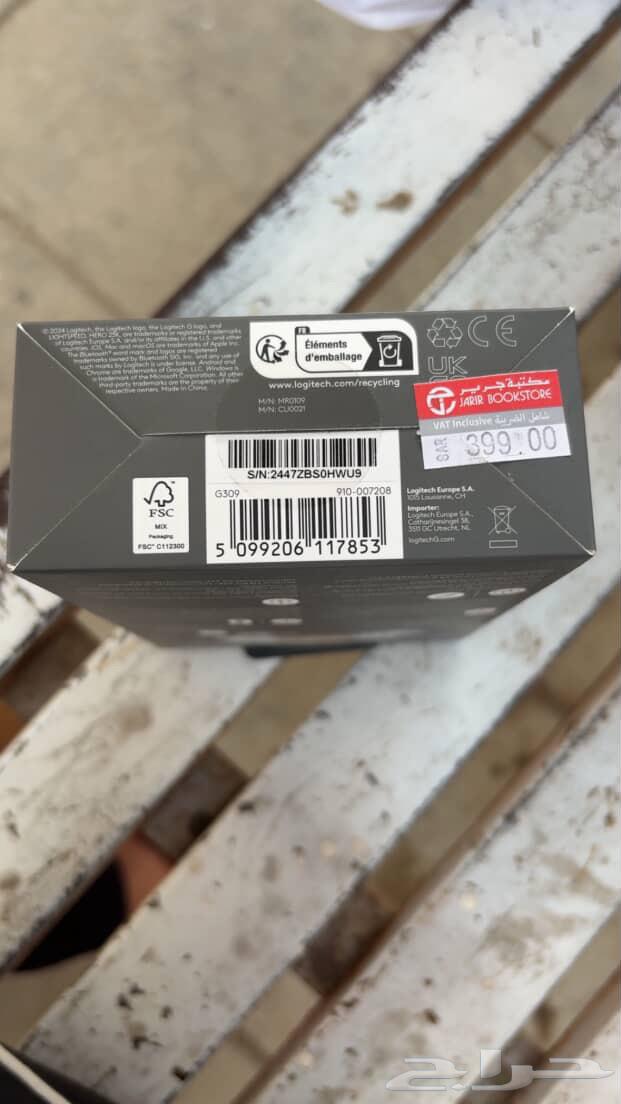 © 2024 Logitech, the Logitech logo, the Logitech G logo, and
LIGHTSPEED, HERO 25K, are trademarks or registered trademarks
of Logitech Europe S.A. and/or its affiliates in the U.S. and other
countries. iOS, Mac and macOS are trademarks of Apple Inc.
The Bluetooth® word mark and logos are registered
trademarks owned by Bluetooth SIG, Inc. and any use of
such marks by Logitech is under license. Android and
Chrome are trademarks of Google, LLC. Windows is
a trademark of the Microsoft Corporation. All other
third-party trademarks are the property of their
respective owners. Made in China.
FR
Éléments
d'emballage
www.logitech.com/recycling
M/N: MR0109
M/N: CU0021
CE
UK
مكتبة جرير
JARIR BOOKSTORE
VAT Inclusive شامل الضريبة
SAR 399.00
S/N:2447ZBS0HWU9
G309 910-007208
5 099206 117853
FSC
MIX
Packaging
FSC® C112300
Logitech Europe S.A.
1015 Lausanne, CH
Importer:
Logitech Europe S.A.,
Catharijnesingel 38,
3511 GC Utrecht, NL
logitechG.com
حراج